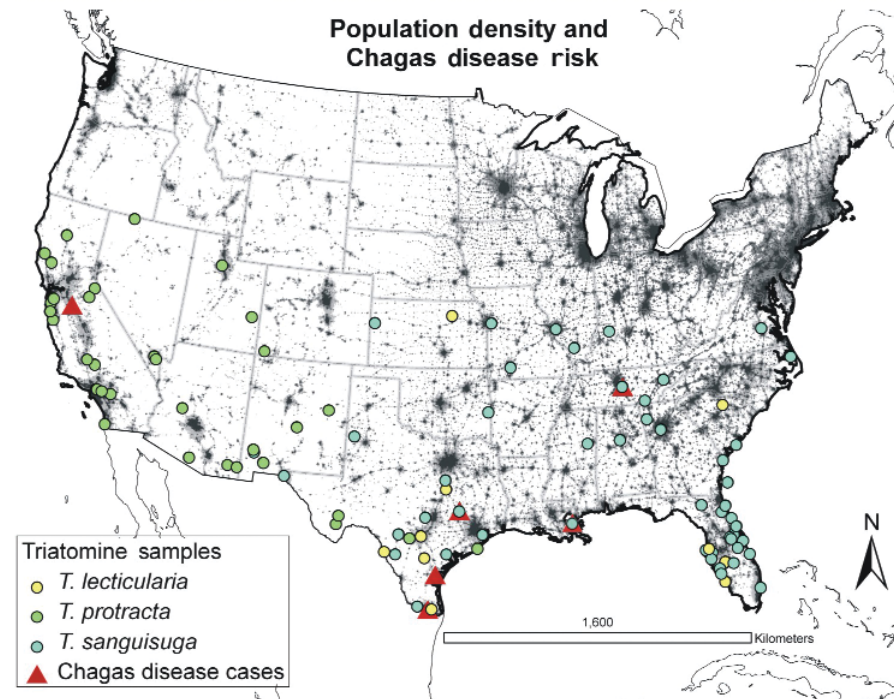 Population density and
Chagas disease risk
N
Triatomine samples
T. lecticularia
T. protracta
T. sanguisuga
Chagas disease cases
1,600
Kilometers